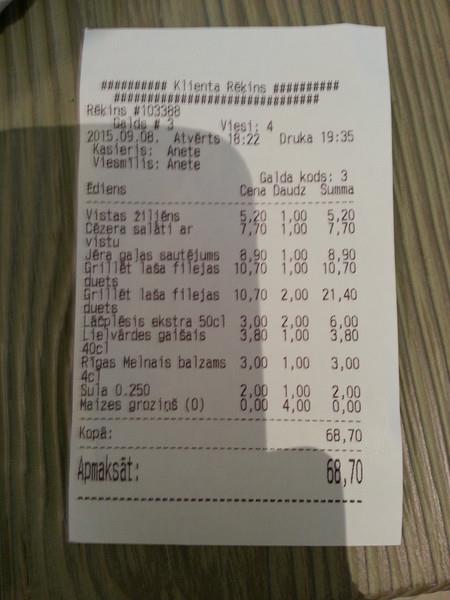 ########## Klienta Rēķins ##########
###############################
Rēķins #103388
Galds # 3 Viesi: 4
2015.09.08. Atvērts 18:22 Druka 19:35
Kasieris: Anete
Viesmīlis: Anete
Galda kods: 3
Ēdiens Cena Daudz Summa
Vistas žiljēns 5,20 1,00 5,20
Cēzera salāti ar 7,70 1,00 7,70
vistu
Jēra gaļas sautējums 8,90 1,00 8,90
Grillēt laša filejas 10,70 1,00 10,70
duets
Grillēt laša filejas 10,70 2,00 21,40
duets
Lāčplēsis ekstra 50cl 3,00 2,00 6,00
Lielvārdes gaišais 3,80 1,00 3,80
40cl
Rīgas Melnais balzams 3,00 1,00 3,00
4cl
Sula 0.250 2,00 1,00 2,00
Maizes groziņš (0) 0,00 4,00 0,00
Kopā: 68,70
Apmaksāt: 68,70